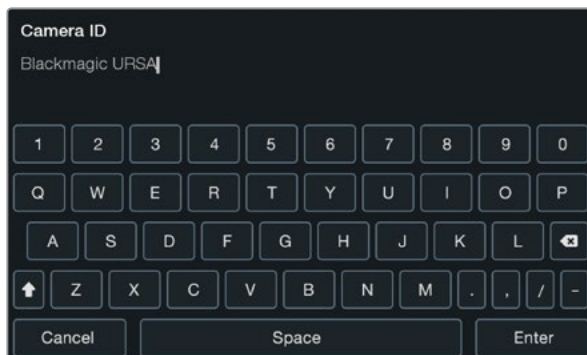 Camera ID
Blackmagic URSA
1 2 3 4 5 6 7 8 9 0
Q W E R T Y U I O P
A S D F G H J K L
Z X C V B N M . , / -
Cancel Space Enter